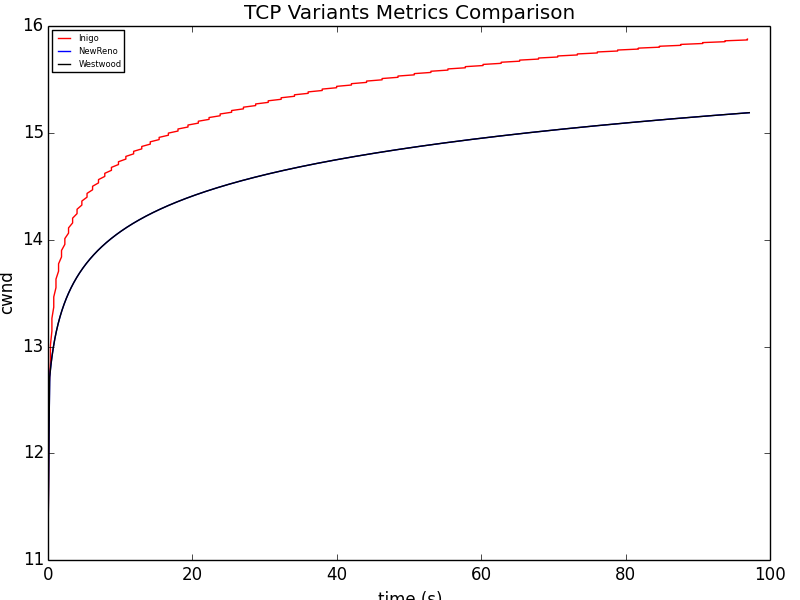 TCP Variants Metrics Comparison
16
15
14
13
12
11
cwnd
Inigo
NewReno
Westwood
0 20 40 60 80 100
time (s)